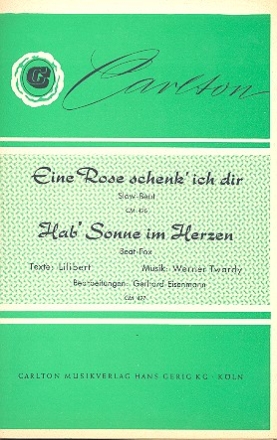 G
Carlton
Eine Rose schenk' ich dir
Slow-Beat
Hab' Sonne im Herzen
Beat-Fox
Texte: Lilibert Musik: Werner Twardy
Bearbeitungen: Gerhard Eisenmann
CARLTON MUSIKVERLAG HANS GERIG KG · KÖLN